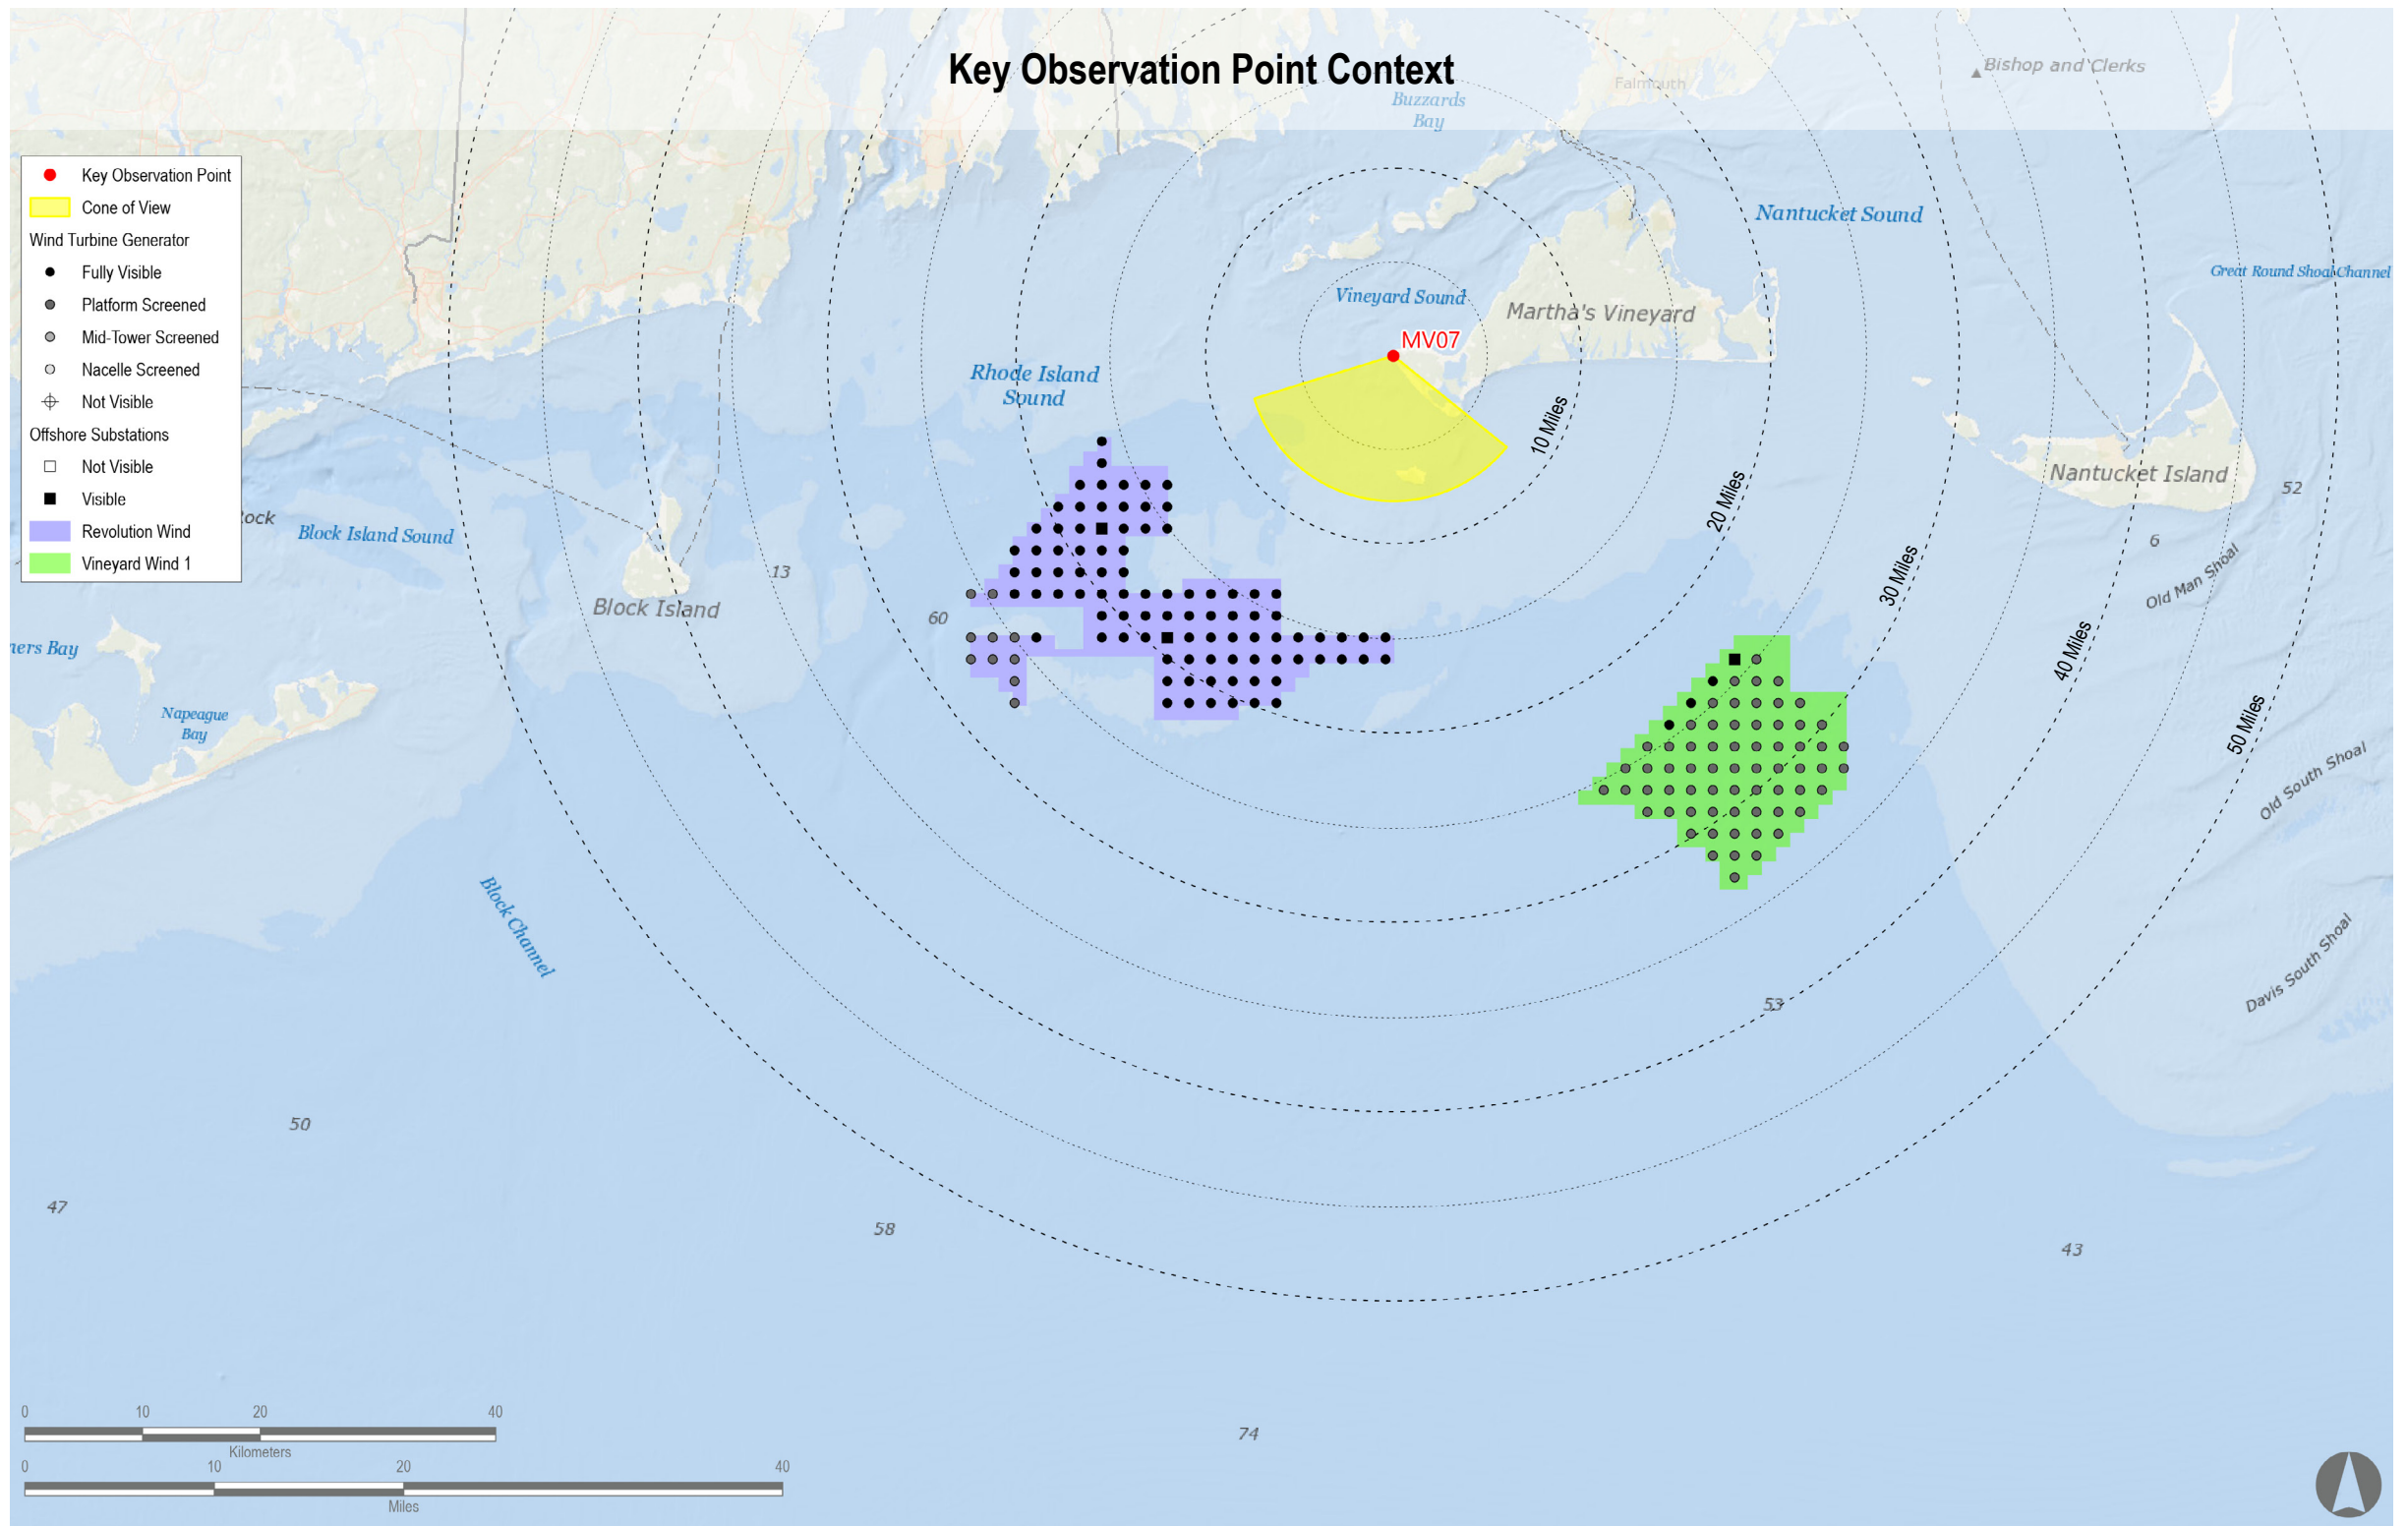 Key Observation Point Context
Bishop and Clerks
Falmouth
Buzzards
Bay
Key Observation Point
Cone of View
Wind Turbine Generator
Fully Visible
Platform Screened
Mid-Tower Screened
Nacelle Screened
Not Visible
Offshore Substations
Not Visible
Visible
Revolution Wind
Vineyard Wind 1
Nantucket Sound
Great Round Shoal Channel
Vineyard Sound
Martha's Vineyard
MV07
Rhode Island
Sound
10 Miles
20 Miles
30 Miles
40 Miles
50 Miles
Nantucket Island
52
6
Old Man Shoal
Block Island Sound
13
Block Island
60
Bay
Napeague
Bay
Old South Shoal
Block Channel
Davis South Shoal
53
50
47
58
43
74
0 10 20 40
Kilometers
0 10 20 40
Miles